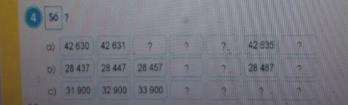 4 Số ?
a) 42 630 42 631 ? ? ? 42 635 ?
b) 28 437 28 447 28 457 ? ? 28 487 ?
c) 31 900 32 900 33 900 ? ? ? ?